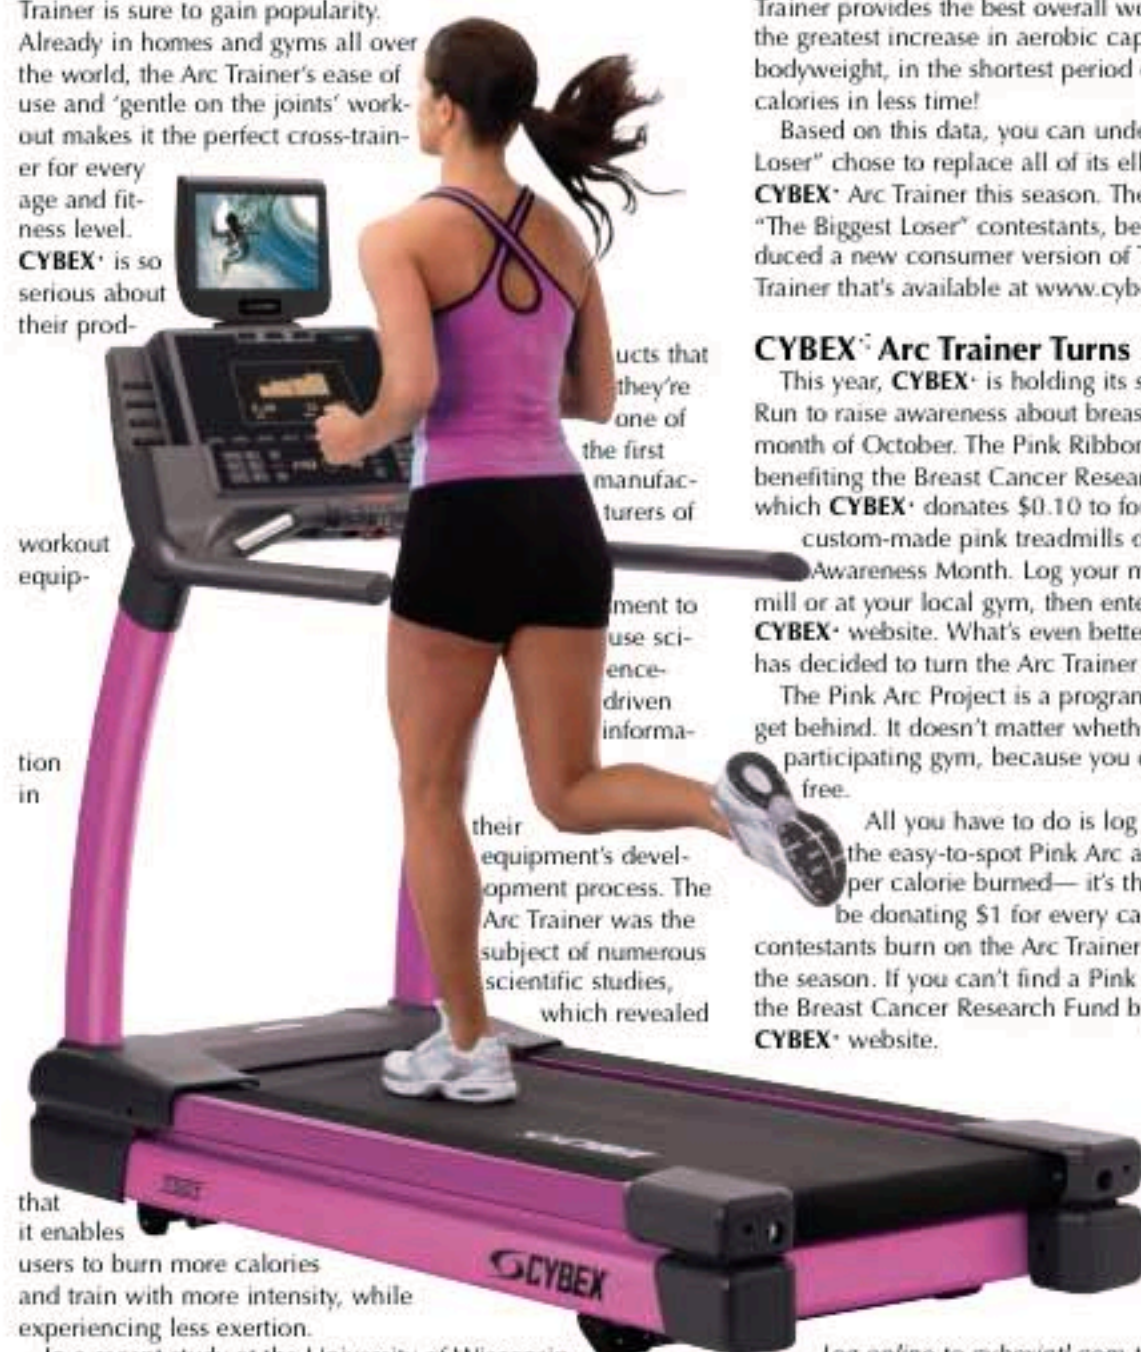 Trainer is sure to gain popularity.
Already in homes and gyms all over
the world, the Arc Trainer's ease of
use and 'gentle on the joints' work-
out makes it the perfect cross-train-
er for every
age and fit-
ness level.
CYBEX· is so
serious about
their prod-
ucts that
they're
one of
the first
manufac-
turers of
workout
equip-
ment to
use sci-
ence-
driven
informa-
tion
in
their
equipment's devel-
opment process. The
Arc Trainer was the
subject of numerous
scientific studies,
which revealed
that
it enables
users to burn more calories
and train with more intensity, while
experiencing less exertion.
CYBEX
Trainer provides the best overall
the greatest increase in aerobic
bodyweight, in the shortest period
calories in less time!
Based on this data, you can
Loser" chose to replace all of its
CYBEX· Arc Trainer this season.
"The Biggest Loser" contestants,
duced a new consumer version of
Trainer that's available at
CYBEX Arc Trainer Turns
This year, CYBEX· is holding its
Run to raise awareness about
month of October. The Pink
benefiting the Breast Cancer
which CYBEX· donates $0.10 to
custom-made pink treadmills
Awareness Month. Log your
mill or at your local gym, then
CYBEX· website. What's even
has decided to turn the Arc Trainer
The Pink Arc Project is a
get behind. It doesn't matter
participating gym, because you
free.
All you have to do is log
the easy-to-spot Pink Arc
per calorie burned— it's
be donating $1 for every
contestants burn on the Arc Trainer
the season. If you can't find a Pink
the Breast Cancer Research Fund
CYBEX· website.